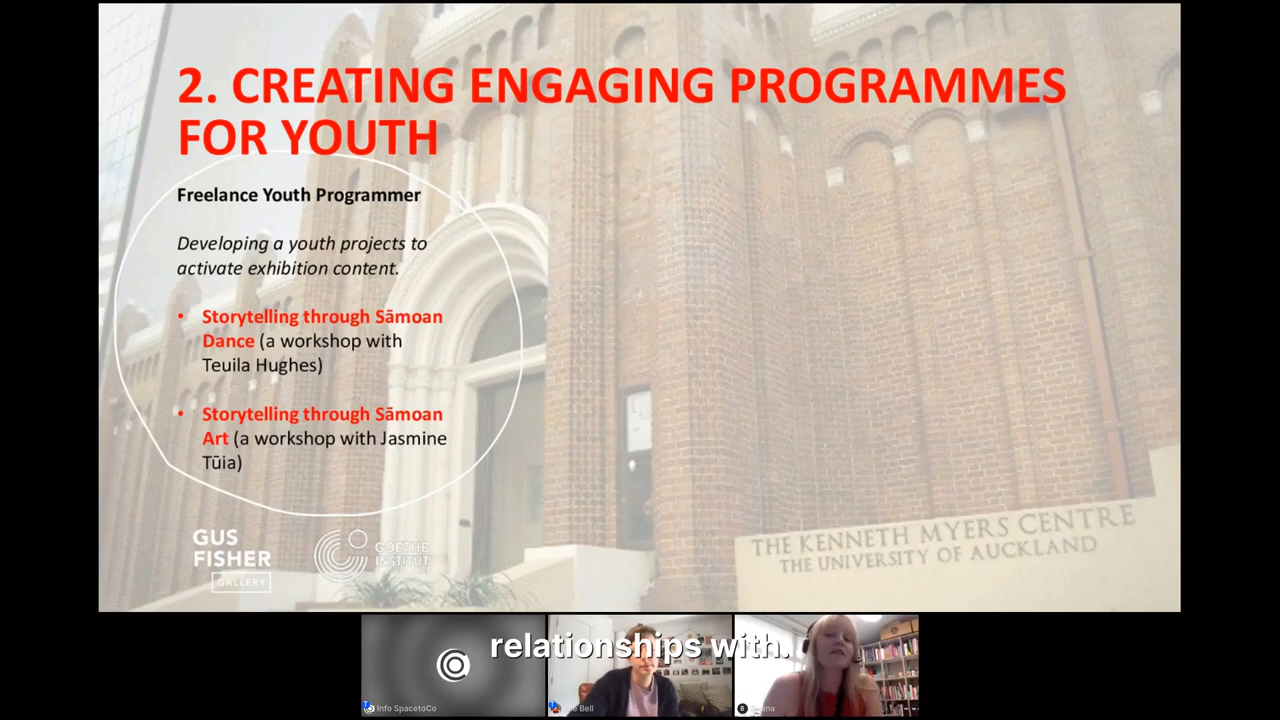 2. CREATING ENGAGING PROGRAMMES
FOR YOUTH
Freelance Youth Programmer
Developing a youth projects to
activate exhibition content.
• Storytelling through Sāmoan
Dance (a workshop with
Teuila Hughes)
• Storytelling through Sāmoan
Art (a workshop with Jasmine
Tūia)
GUS
FISHER
GALLERY
GOETHE
INSTITUT
THE KENNETH MYERS CENTRE
THE UNIVERSITY OF AUCKLAND
relationships with.
Info SpacetoCo
Bell